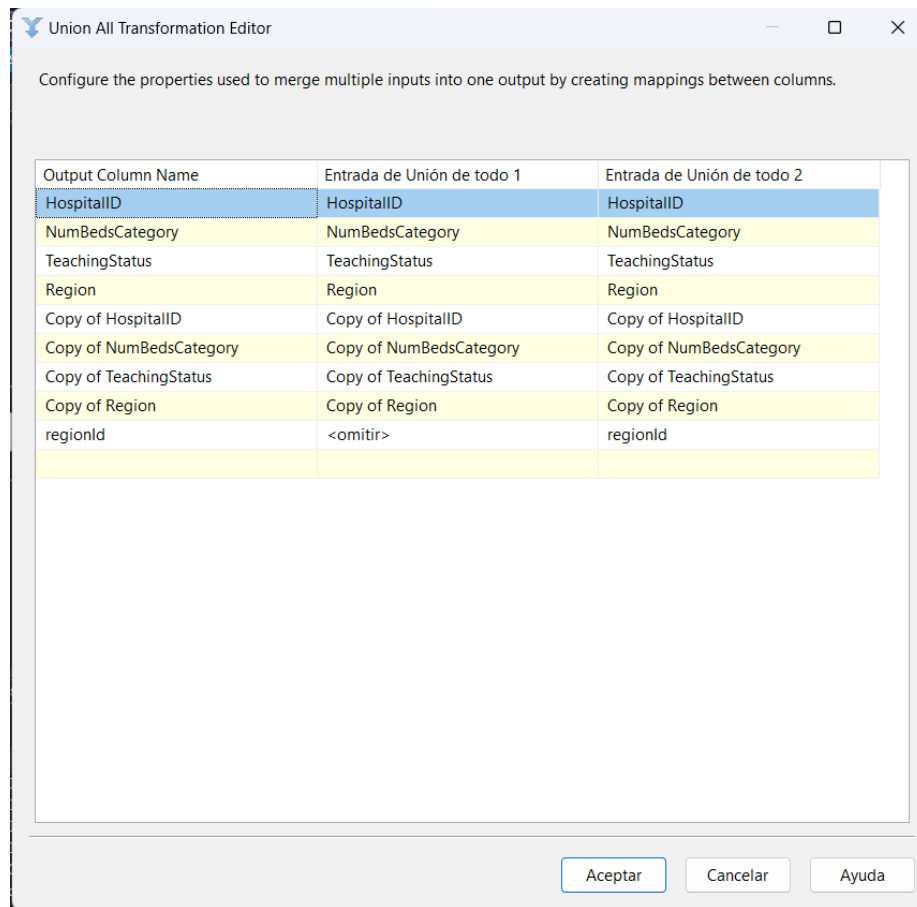 Union All Transformation Editor
Configure the properties used to merge multiple inputs into one output by creating mappings between columns.
Output Column Name Entrada de Unión de todo 1 Entrada de Unión de todo 2
HospitalID HospitalID HospitalID
NumBedsCategory NumBedsCategory NumBedsCategory
TeachingStatus TeachingStatus TeachingStatus
Region Region Region
Copy of HospitalID Copy of HospitalID Copy of HospitalID
Copy of NumBedsCategory Copy of NumBedsCategory Copy of NumBedsCategory
Copy of TeachingStatus Copy of TeachingStatus Copy of TeachingStatus
Copy of Region Copy of Region Copy of Region
regionId <omitir> regionId
Aceptar Cancelar Ayuda